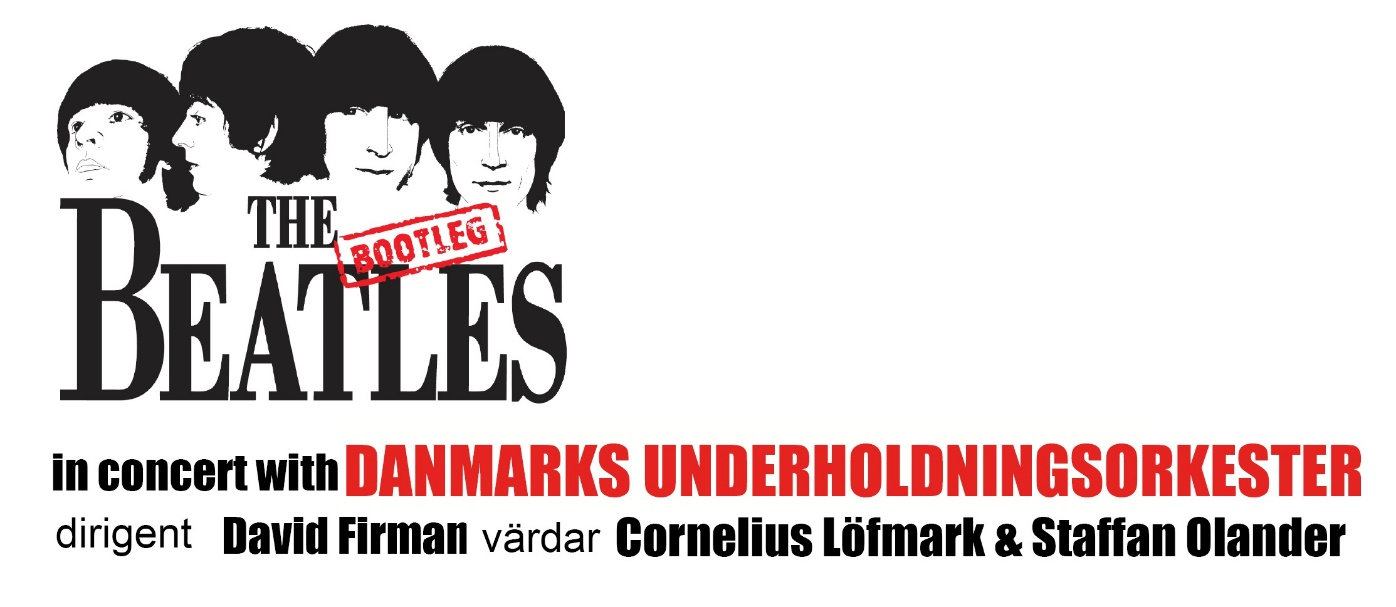 THE
BOOTLEG
BEATLES
in concert with DANMARKS UNDERHOLDNINGSORKESTER
dirigent David Firman värdar Cornelius Löfmark & Staffan Olander